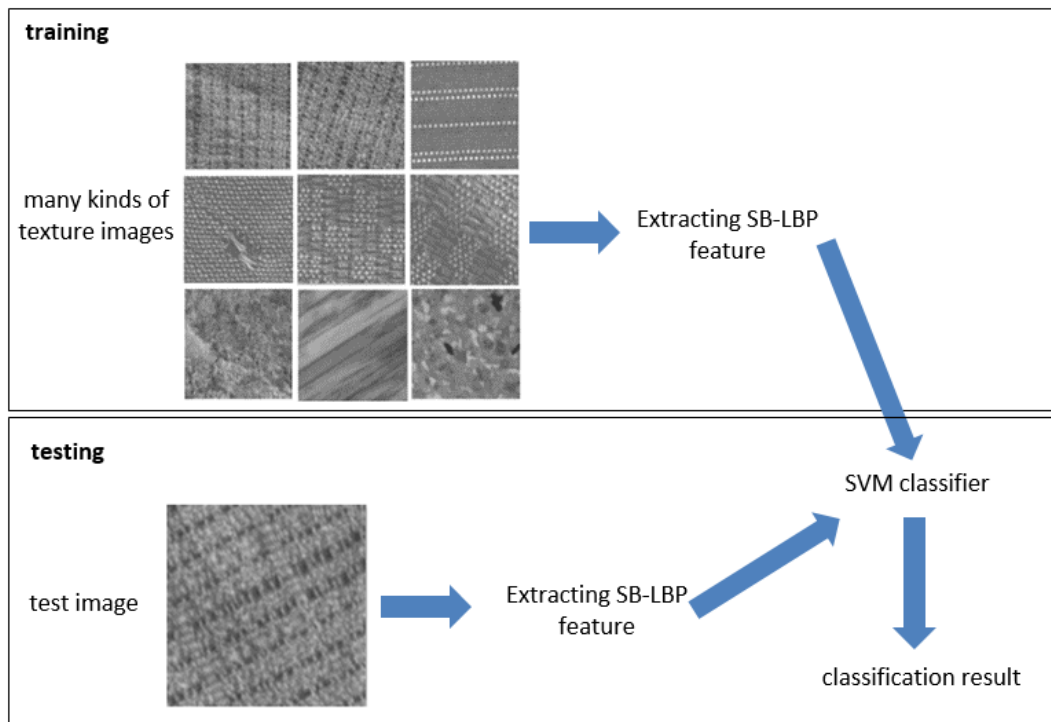 training
many kinds of
texture images
Extracting SB-LBP
feature
testing
SVM classifier
test image
Extracting SB-LBP
feature
classification result